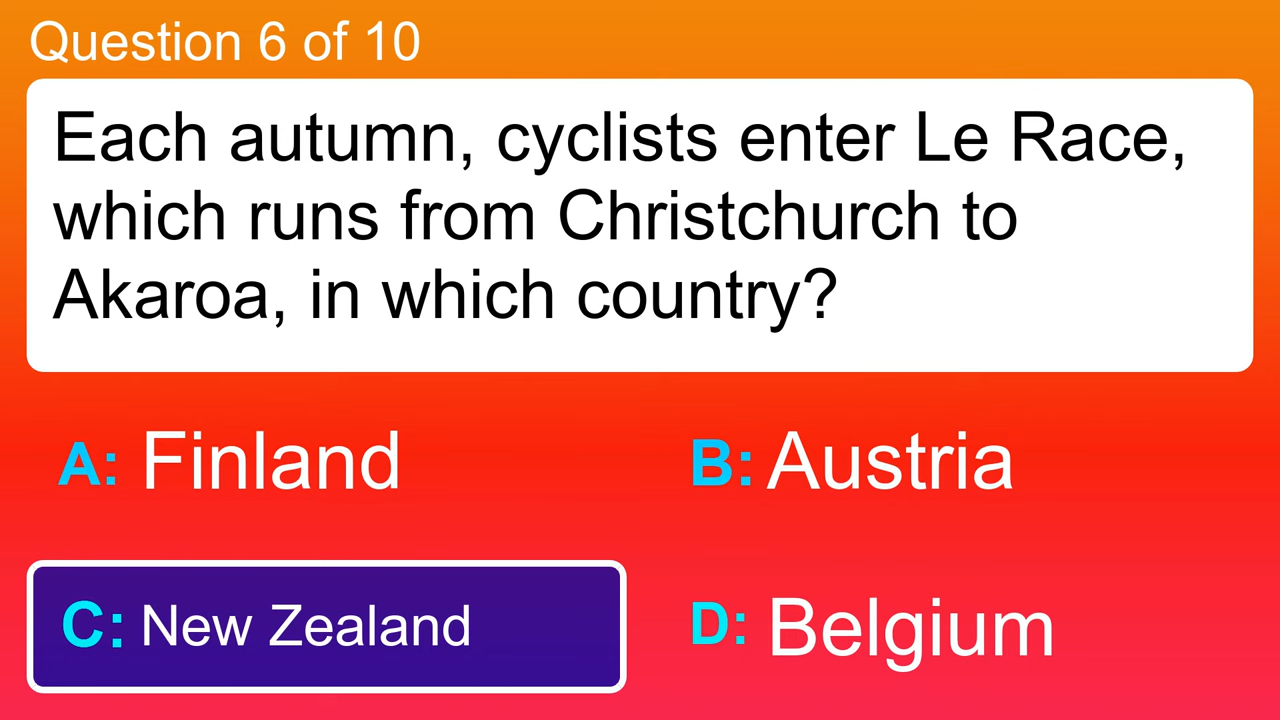 Question 6 of 10
Each autumn, cyclists enter Le Race,
which runs from Christchurch to
Akaroa, in which country?
A: Finland
B: Austria
C: New Zealand
D: Belgium